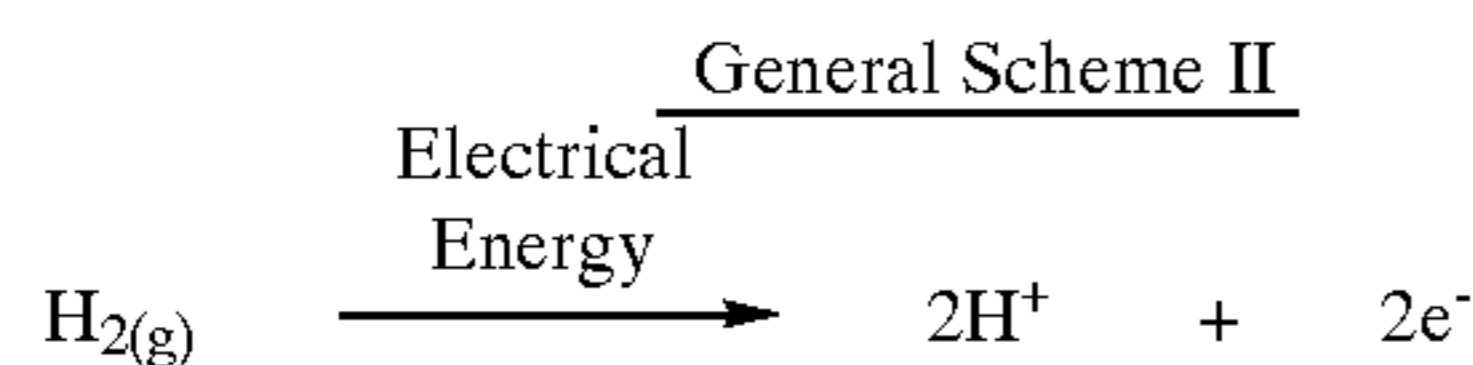 General Scheme II
Electrical
Energy
H₂₍g₎ 2H⁺ + 2e⁻